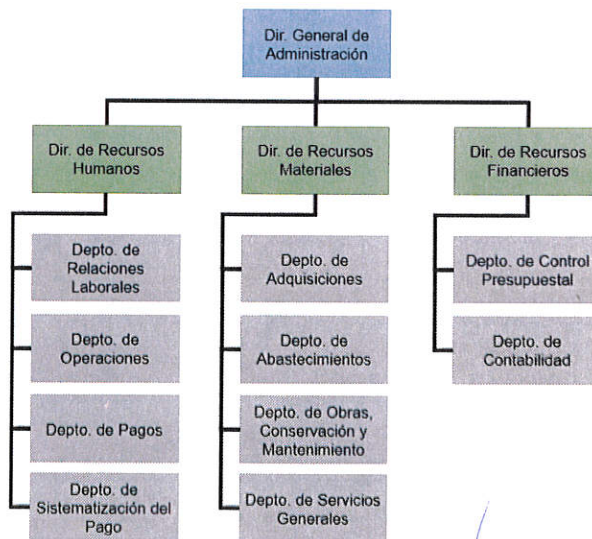 Dir. General de
Administración
Dir. de Recursos
Humanos
Dir. de Recursos
Materiales
Dir. de Recursos
Financieros
Depto. de
Relaciones
Laborales
Depto. de
Operaciones
Depto. de Pagos
Depto. de
Sistematización del
Pago
Depto. de
Adquisiciones
Depto. de
Abastecimientos
Depto. de Obras,
Conservación y
Mantenimiento
Depto. de Servicios
Generales
Depto. de Control
Presupuestal
Depto. de
Contabilidad